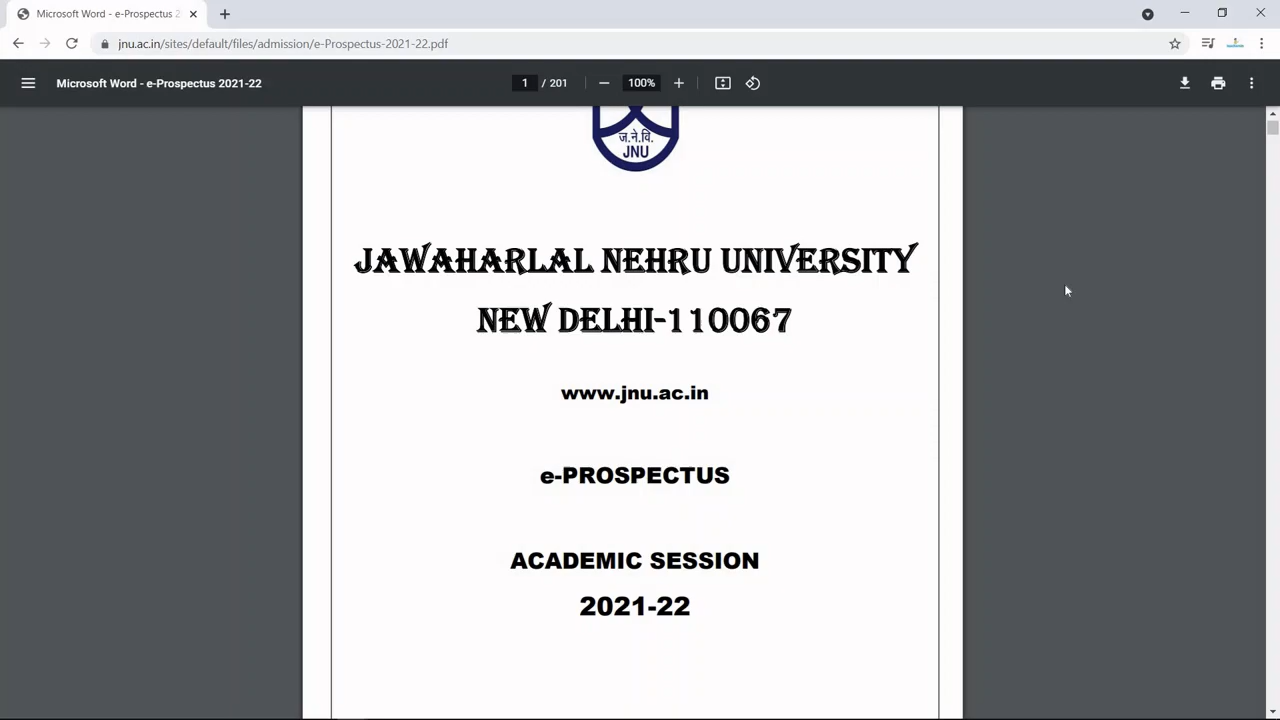 Microsoft Word - e-Prospectus 2
jnu.ac.in/sites/default/files/admission/e-Prospectus-2021-22.pdf
Microsoft Word - e-Prospectus 2021-22
1 / 201
100%
ज.ने.वि.
JNU
JAWAHARLAL NEHRU UNIVERSITY
NEW DELHI-110067
www.jnu.ac.in
e-PROSPECTUS
ACADEMIC SESSION
2021-22